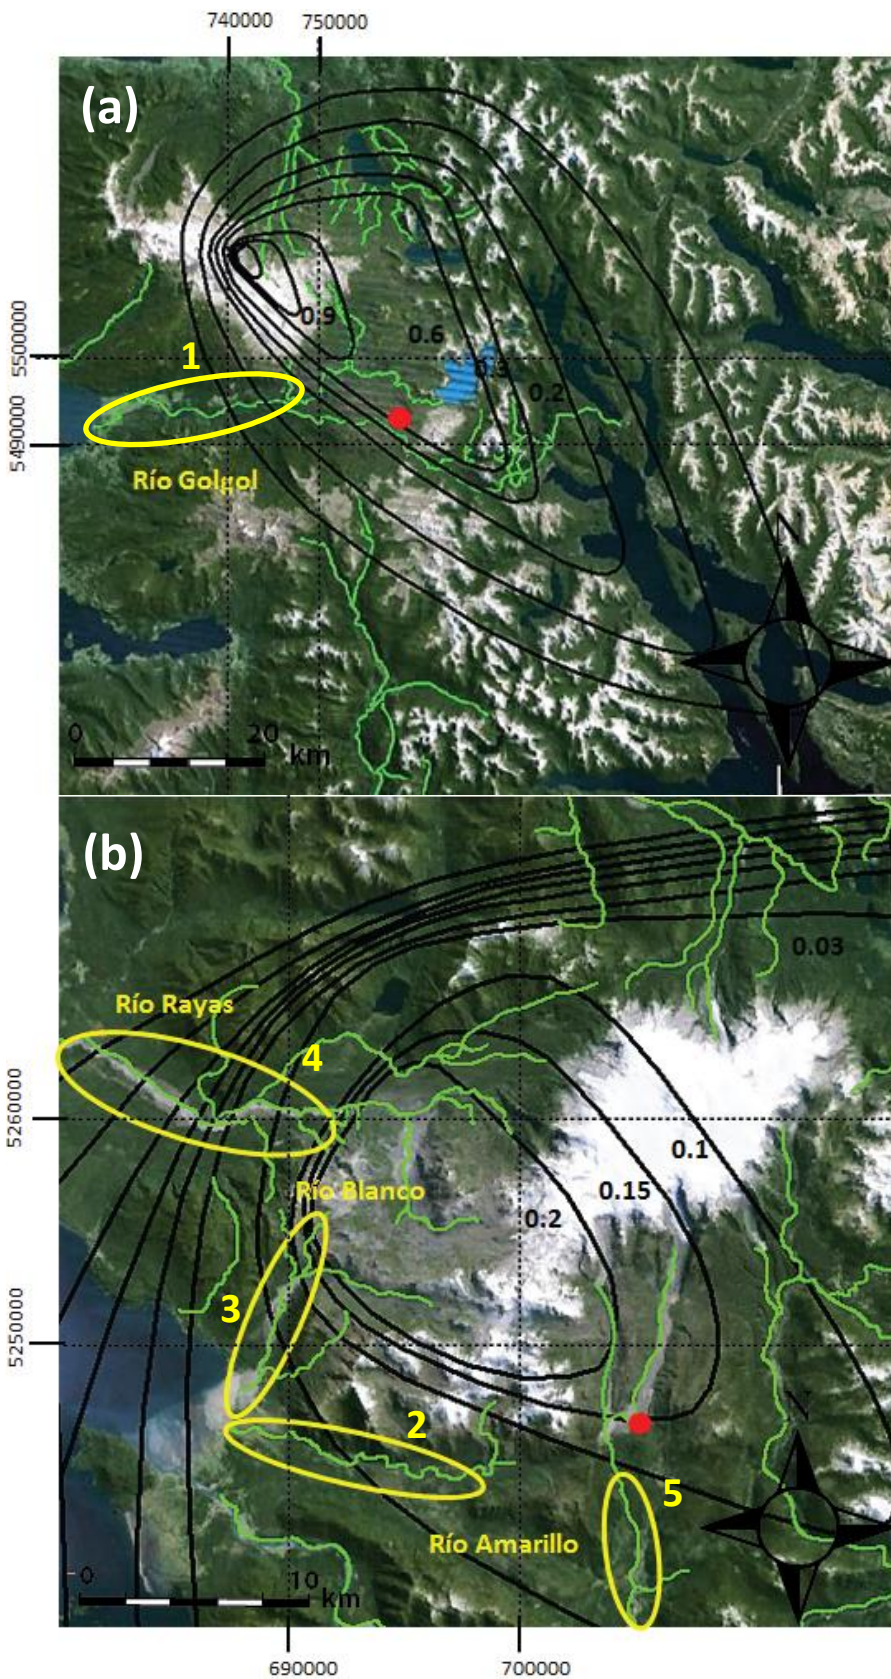 740000 750000
(a)
0.9
0.6
5500000
1
0.3
0.2
5490000
Río Golgol
N
0 20
km
(b)
0.03
Río Rayas
4
5260000
0.1
Río Blanco
0.15
0.2
3
5250000
2
N
5
Río Amarillo
0 10
km
690000 700000